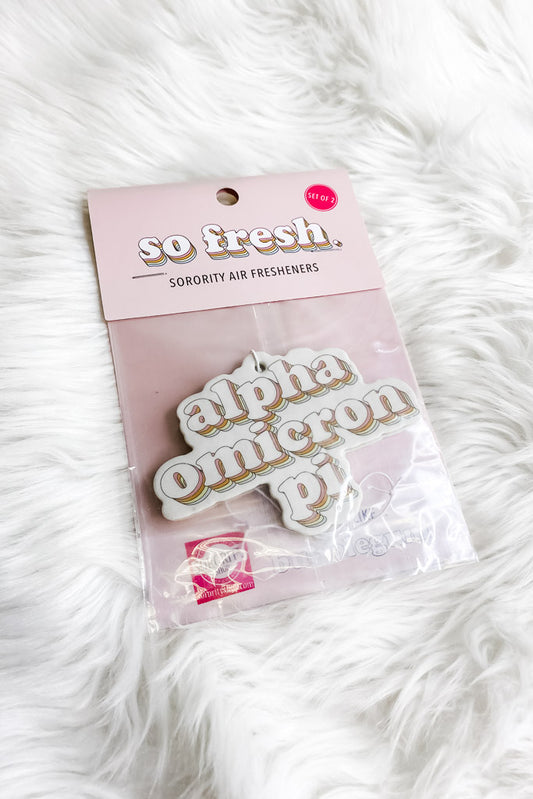 SET OF 2
so fresh.
SORORITY AIR FRESHENERS
alpha
omicron
pi